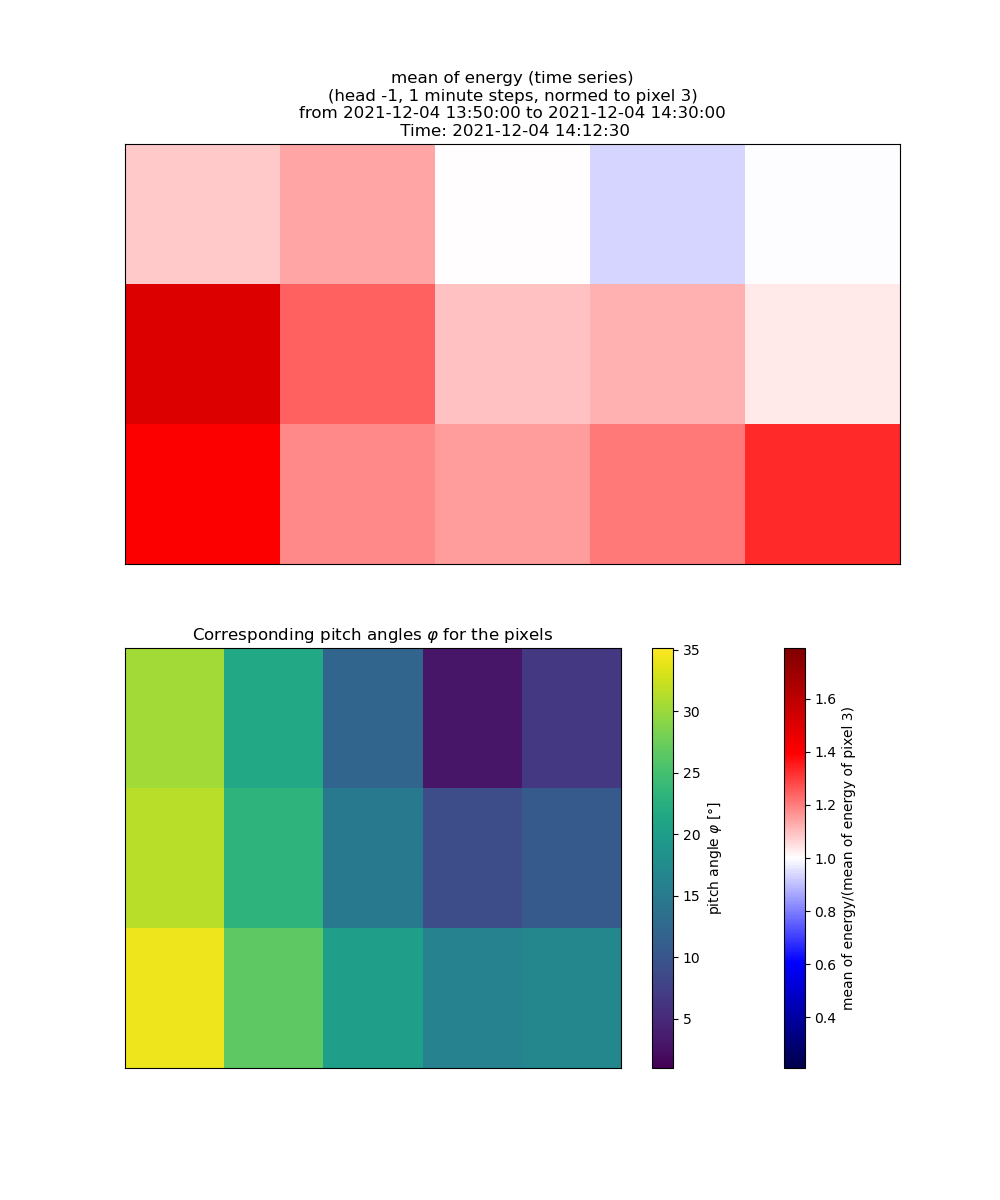 mean of energy (time series)
(head -1, 1 minute steps, normed to pixel 3)
from 2021-12-04 13:50:00 to 2021-12-04 14:30:00
Time: 2021-12-04 14:12:30
Corresponding pitch angles φ for the pixels
35
30
25
20
15
10
5
pitch angle φ [°]
1.6
1.4
1.2
1.0
0.8
0.6
0.4
mean of energy/(mean of energy of pixel 3)